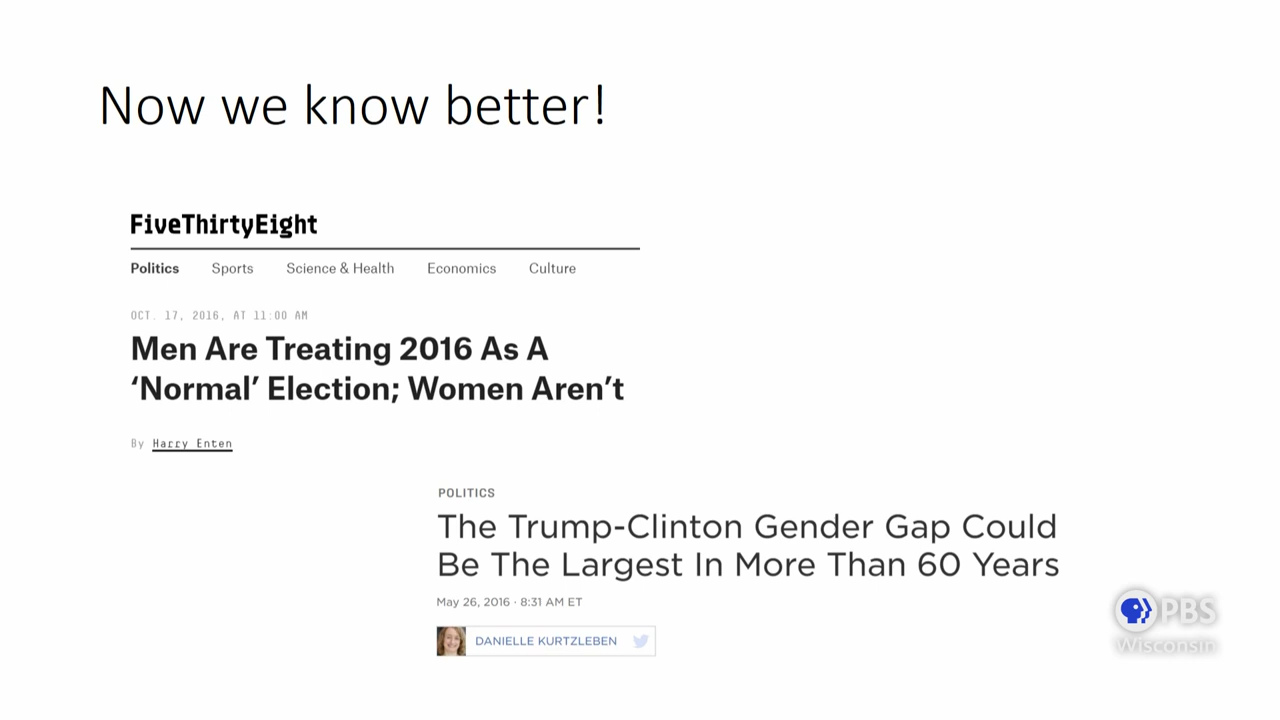 Now we know better!
FiveThirtyEight
Politics Sports Science & Health Economics Culture
OCT. 17, 2016, AT 11:00 AM
Men Are Treating 2016 As A
‘Normal’ Election; Women Aren’t
By Harry Enten
POLITICS
The Trump-Clinton Gender Gap Could
Be The Largest In More Than 60 Years
May 26, 2016 · 8:31 AM ET
DANIELLE KURTZLEBEN
PBS
Wisconsin